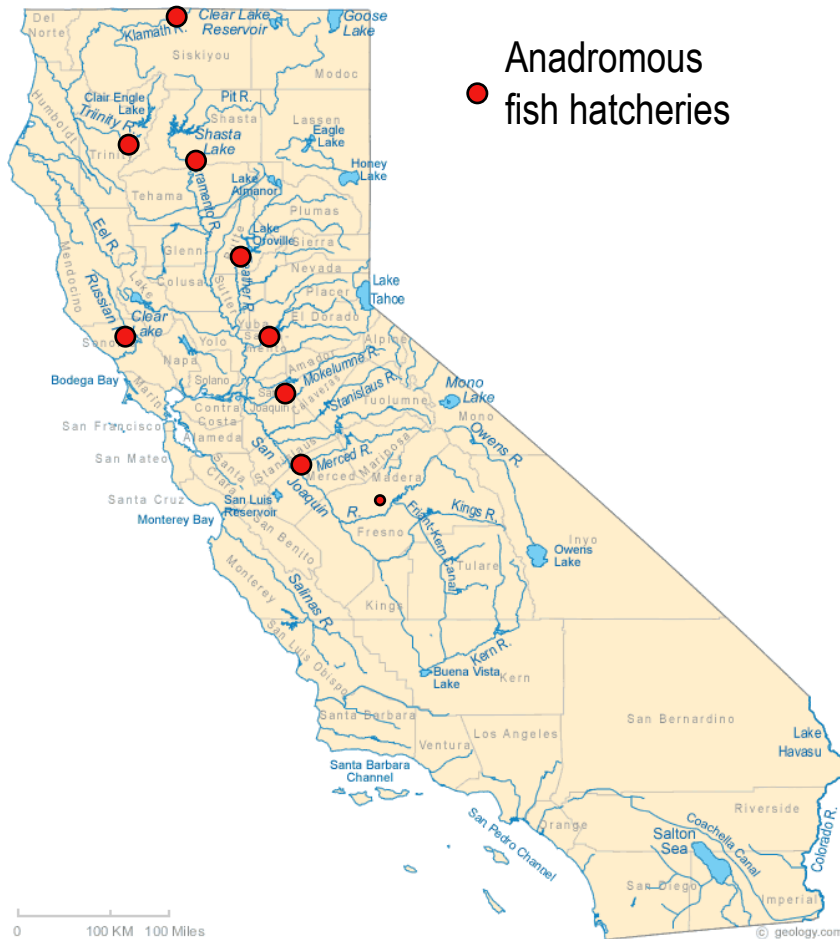 Anadromous
fish hatcheries
Del
Norte
Klamath R.
Clear Lake
Reservoir
Goose
Lake
Siskiyou
Modoc
Clair Engle
Lake
Pit R.
Triinity R.
Humboldt
Shasta
Lassen
Shasta
Lake
Eagle
Lake
Trinity
Honey
Lake
Lake
Almanor
Tehama
Plumas
Eel R.
Lake
Oroville
Sierra
Mendocino
Glenn
Nevada
Lake
Colusa
Sutter
Placer
Lake
Tahoe
Russian
Clear
Lake
El Dorado
Yuba
Yolo
Alpine
Napa
Amador
Solano
Mokelumne R.
Calaveras
Bodega Bay
Marin
Stanislaus R.
Mono
Lake
Contra
Costa
Joaquin
Tuolumne
Mono
San Francisco
Alameda
San
Joaquin
R.
Owens R.
San Mateo
Santa
Clara
Stanislaus
Merced R.
Mariposa
Merced
Madera
Santa Cruz
San Luis
Reservoir
Kings R.
Monterey Bay
San Benito
Fresno
Friant-Kern Canal
Inyo
Owens
Lake
Monterey
Tulare
Salinas R.
Kings
San Luis Obispo
Kern R.
Buena Vista
Lake
Kern
Santa Barbara
San Bernardino
Los Angeles
Ventura
Lake
Havasu
Santa Barbara
Channel
San Pedro Channel
Orange
Riverside
Coachella Canal
Colorado R.
Salton
Sea
San Diego
Imperial
0 100 KM 100 Miles
© geology.com